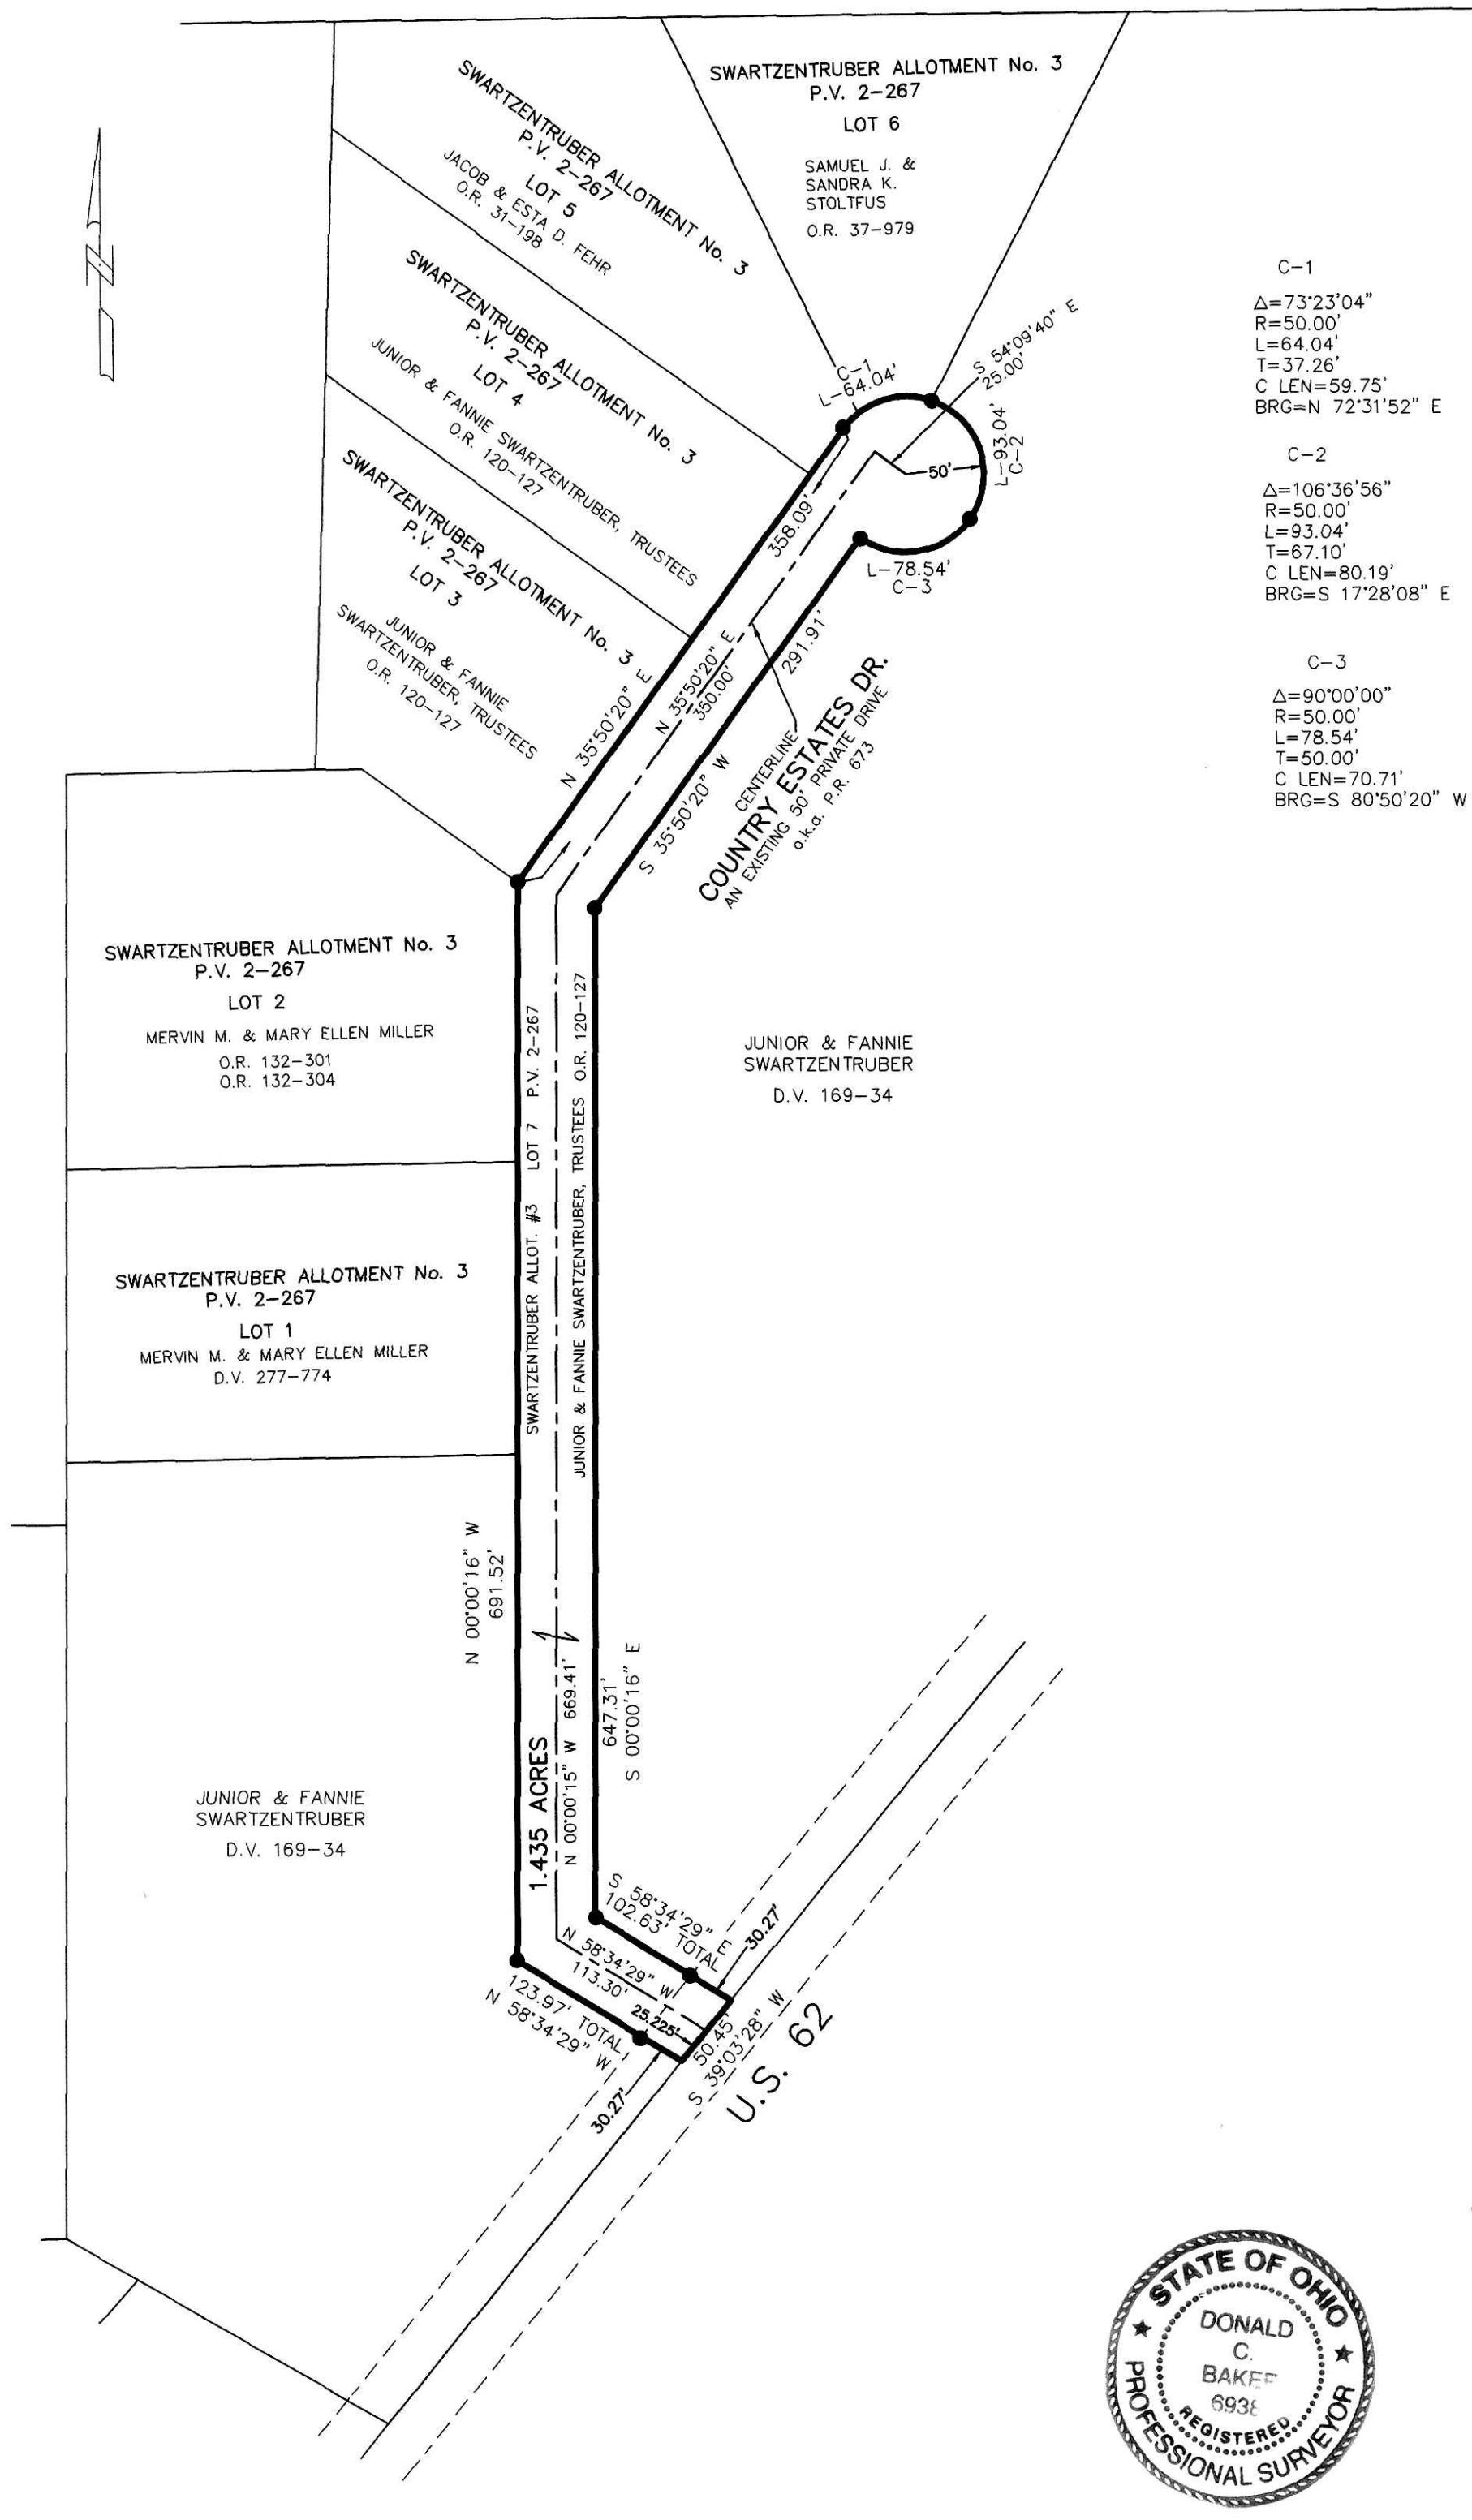 SWARTZENTRUBER ALLOTMENT No. 3
P.V. 2-267
LOT 6
SAMUEL J. &
SANDRA K.
STOLTFUS
O.R. 37-979
SWARTZENTRUBER ALLOTMENT No. 3
P.V. 2-267
LOT 5
JACOB & ESTA D. FEHR
O.R. 31-198
SWARTZENTRUBER ALLOTMENT No. 3
P.V. 2-267
LOT 4
JUNIOR & FANNIE SWARTZENTRUBER, TRUSTEES
O.R. 120-127
SWARTZENTRUBER ALLOTMENT No. 3
P.V. 2-267
LOT 3
JUNIOR & FANNIE
SWARTZENTRUBER, TRUSTEES
O.R. 120-127
N
C-1
L-64.04'
S 54°09'40" E
25.00'
50'
L-93.04'
C-2
L-78.54'
C-3
C-1
Δ=73°23'04"
R=50.00'
L=64.04'
T=37.26'
C LEN=59.75'
BRG=N 72°31'52" E
C-2
Δ=106°36'56"
R=50.00'
L=93.04'
T=67.10'
C LEN=80.19'
BRG=S 17°28'08" E
C-3
Δ=90°00'00"
R=50.00'
L=78.54'
T=50.00'
C LEN=70.71'
BRG=S 80°50'20" W
358.09'
N 35°50'20" E
N 35°50'20" E
350.00'
291.91'
S 35°50'20" W
CENTERLINE
COUNTRY ESTATES DR.
AN EXISTING 50' PRIVATE DRIVE
a.k.a. P.R. 673
SWARTZENTRUBER ALLOTMENT No. 3
P.V. 2-267
LOT 2
MERVIN M. & MARY ELLEN MILLER
O.R. 132-301
O.R. 132-304
SWARTZENTRUBER ALLOT. #3 LOT 7 P.V. 2-267
JUNIOR & FANNIE SWARTZENTRUBER, TRUSTEES O.R. 120-127
JUNIOR & FANNIE
SWARTZENTRUBER
D.V. 169-34
SWARTZENTRUBER ALLOTMENT No. 3
P.V. 2-267
LOT 1
MERVIN M. & MARY ELLEN MILLER
D.V. 277-774
N 00°00'16" W
691.52'
1.435 ACRES
N 00°00'15" W 669.41'
647.31'
S 00°00'16" E
JUNIOR & FANNIE
SWARTZENTRUBER
D.V. 169-34
S 58°34'29" E
102.63' TOTAL
30.27'
N 58°34'29" W
113.30'
25.225'
123.97' TOTAL
N 58°34'29" W
50.45'
S 39°03'28" W
30.27'
U.S. 62
STATE OF OHIO
DONALD
C.
REGISTERED
PROFESSIONAL SURVEYOR